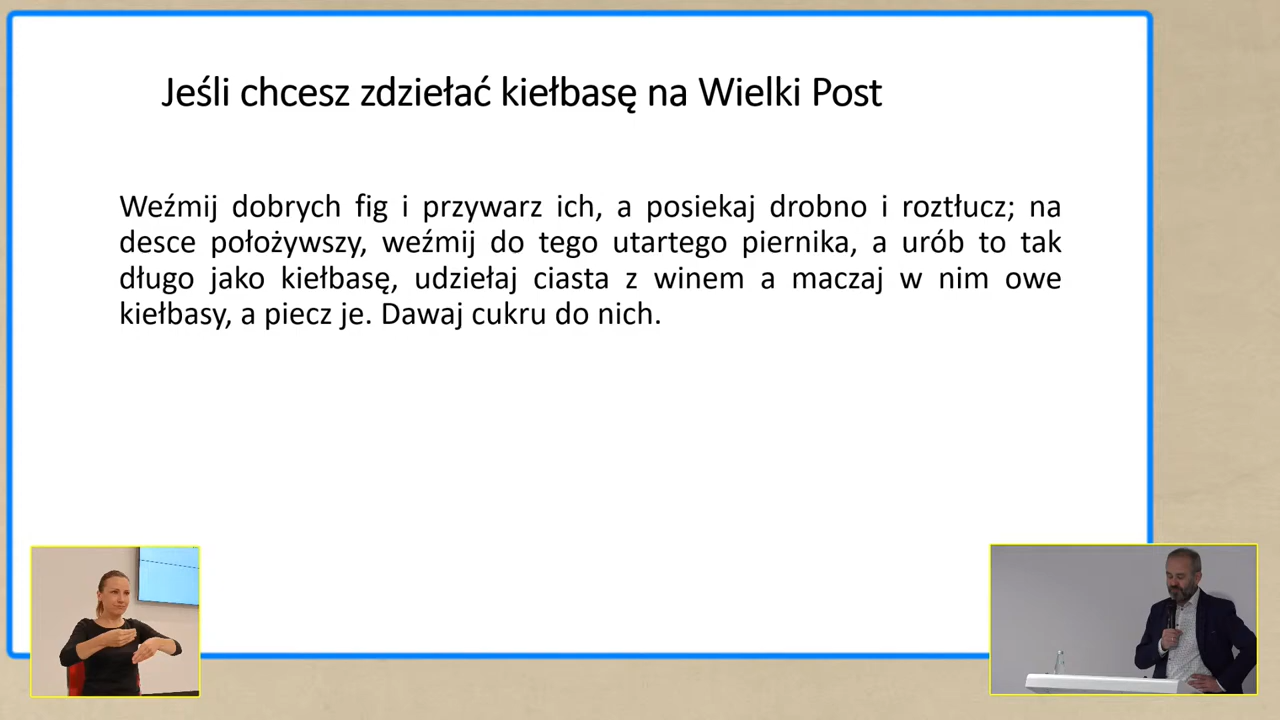 Jeśli chcesz zdziełać kiełbasę na Wielki Post
Weźmij dobrych fig i przywarz ich, a posiekaj drobno i roztłucz; na
desce położywszy, weźmij do tego utartego piernika, a urób to tak
długo jako kiełbasę, udziełaj ciasta z winem a maczaj w nim owe
kiełbasy, a piecz je. Dawaj cukru do nich.